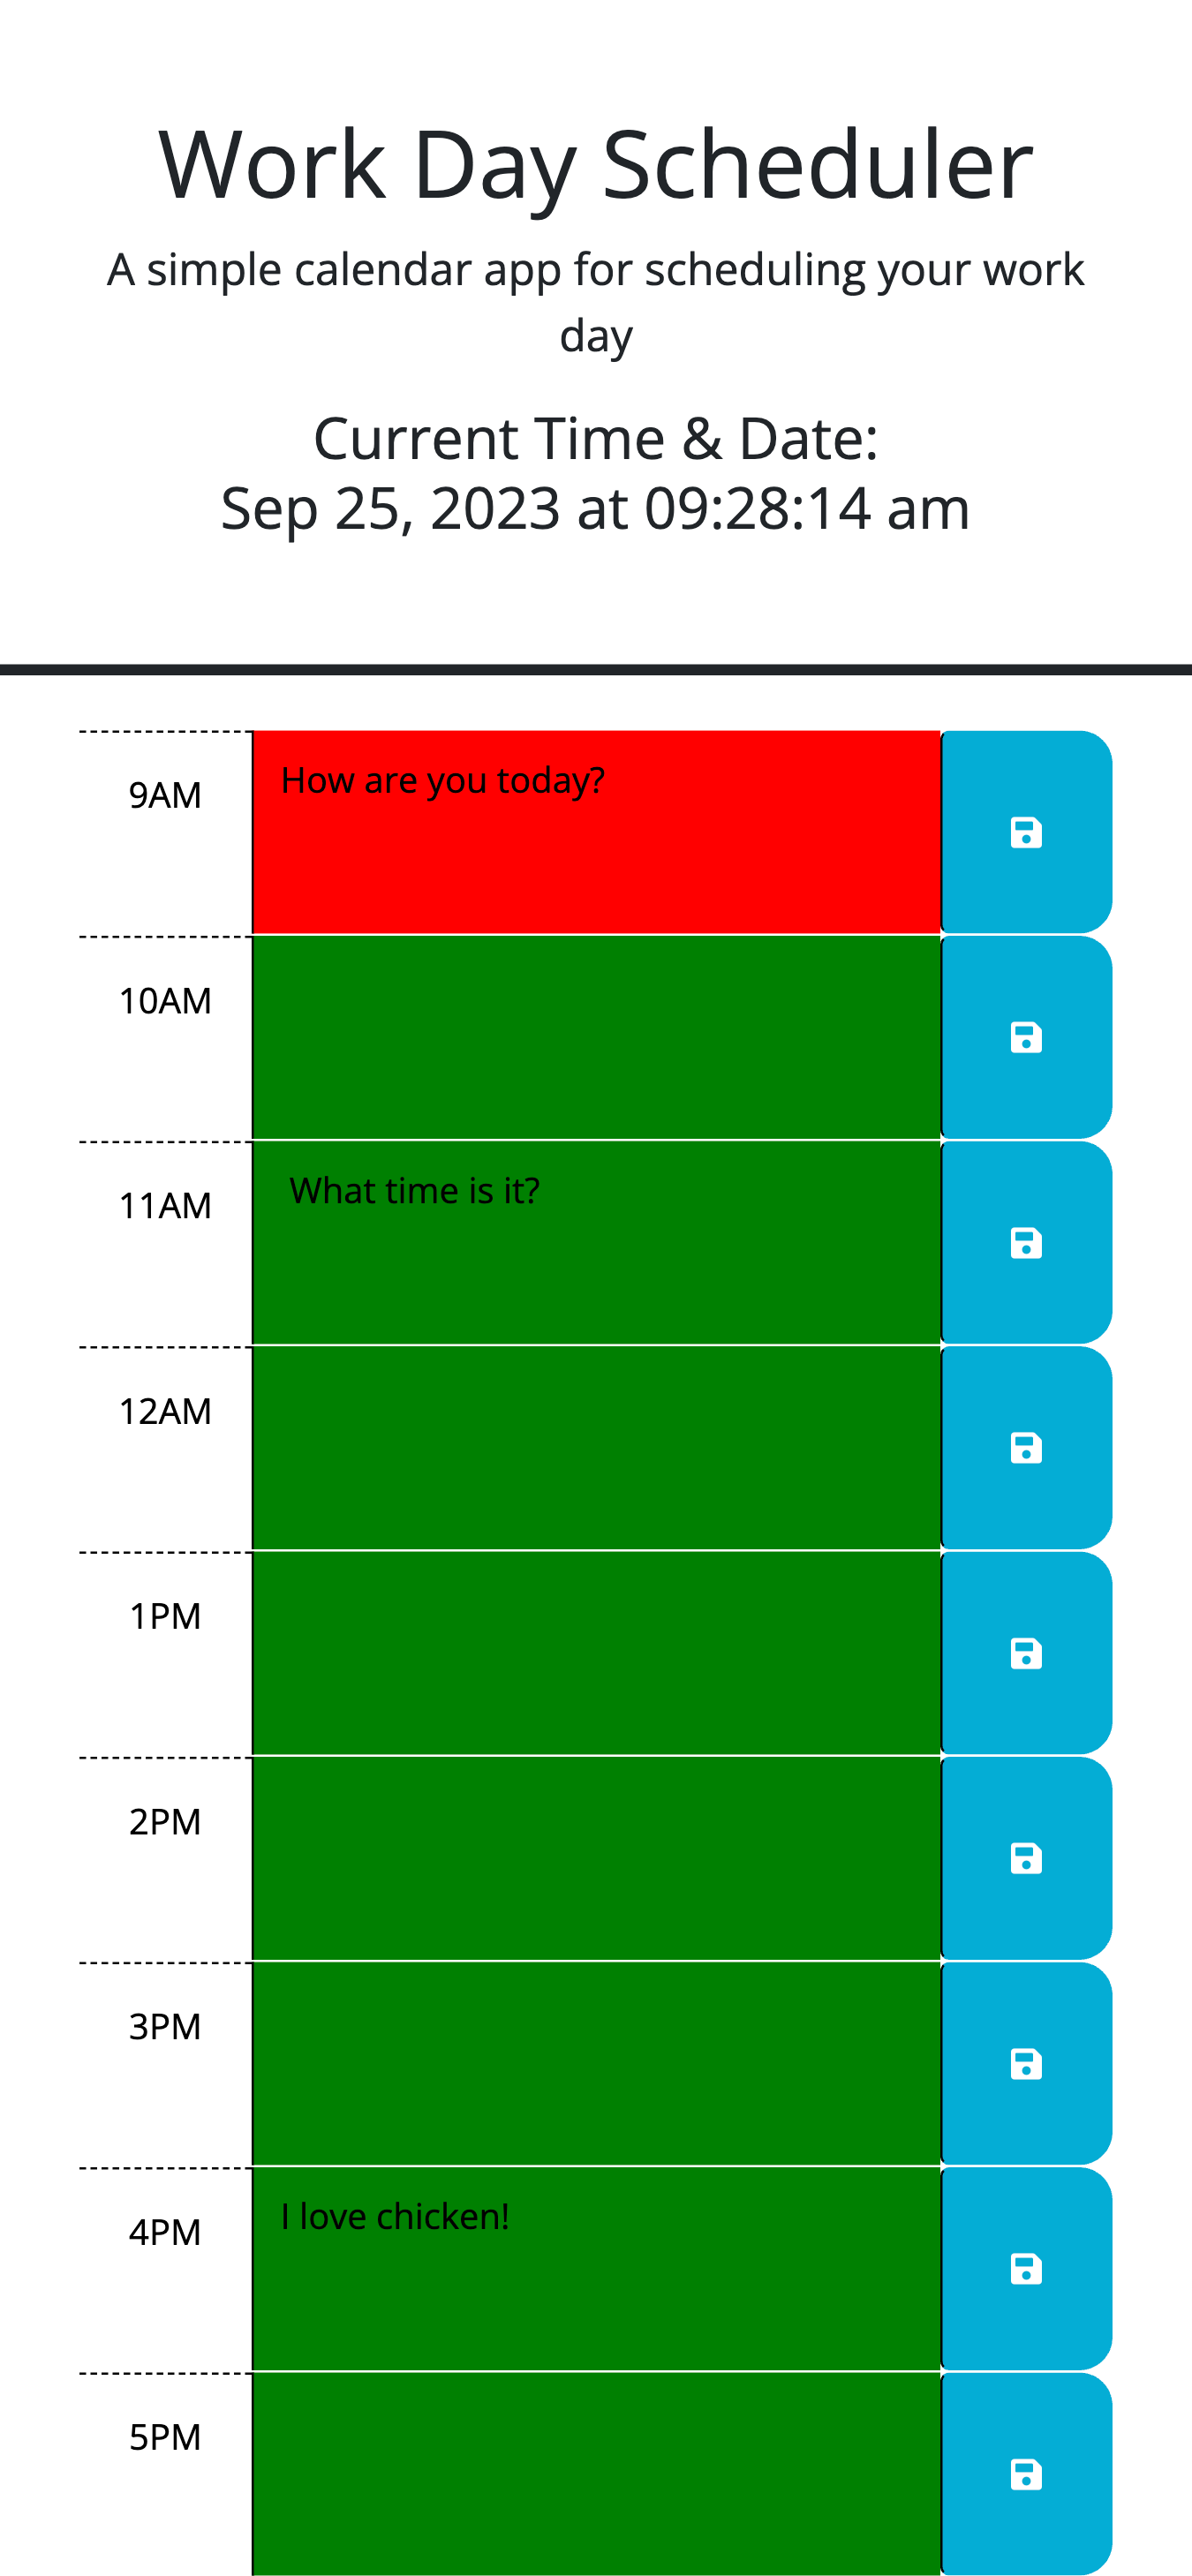 Work Day Scheduler
A simple calendar app for scheduling your work
day
Current Time & Date:
Sep 25, 2023 at 09:28:14 am
9AM
How are you today?
10AM
11AM
What time is it?
12AM
1PM
2PM
3PM
4PM
I love chicken!
5PM